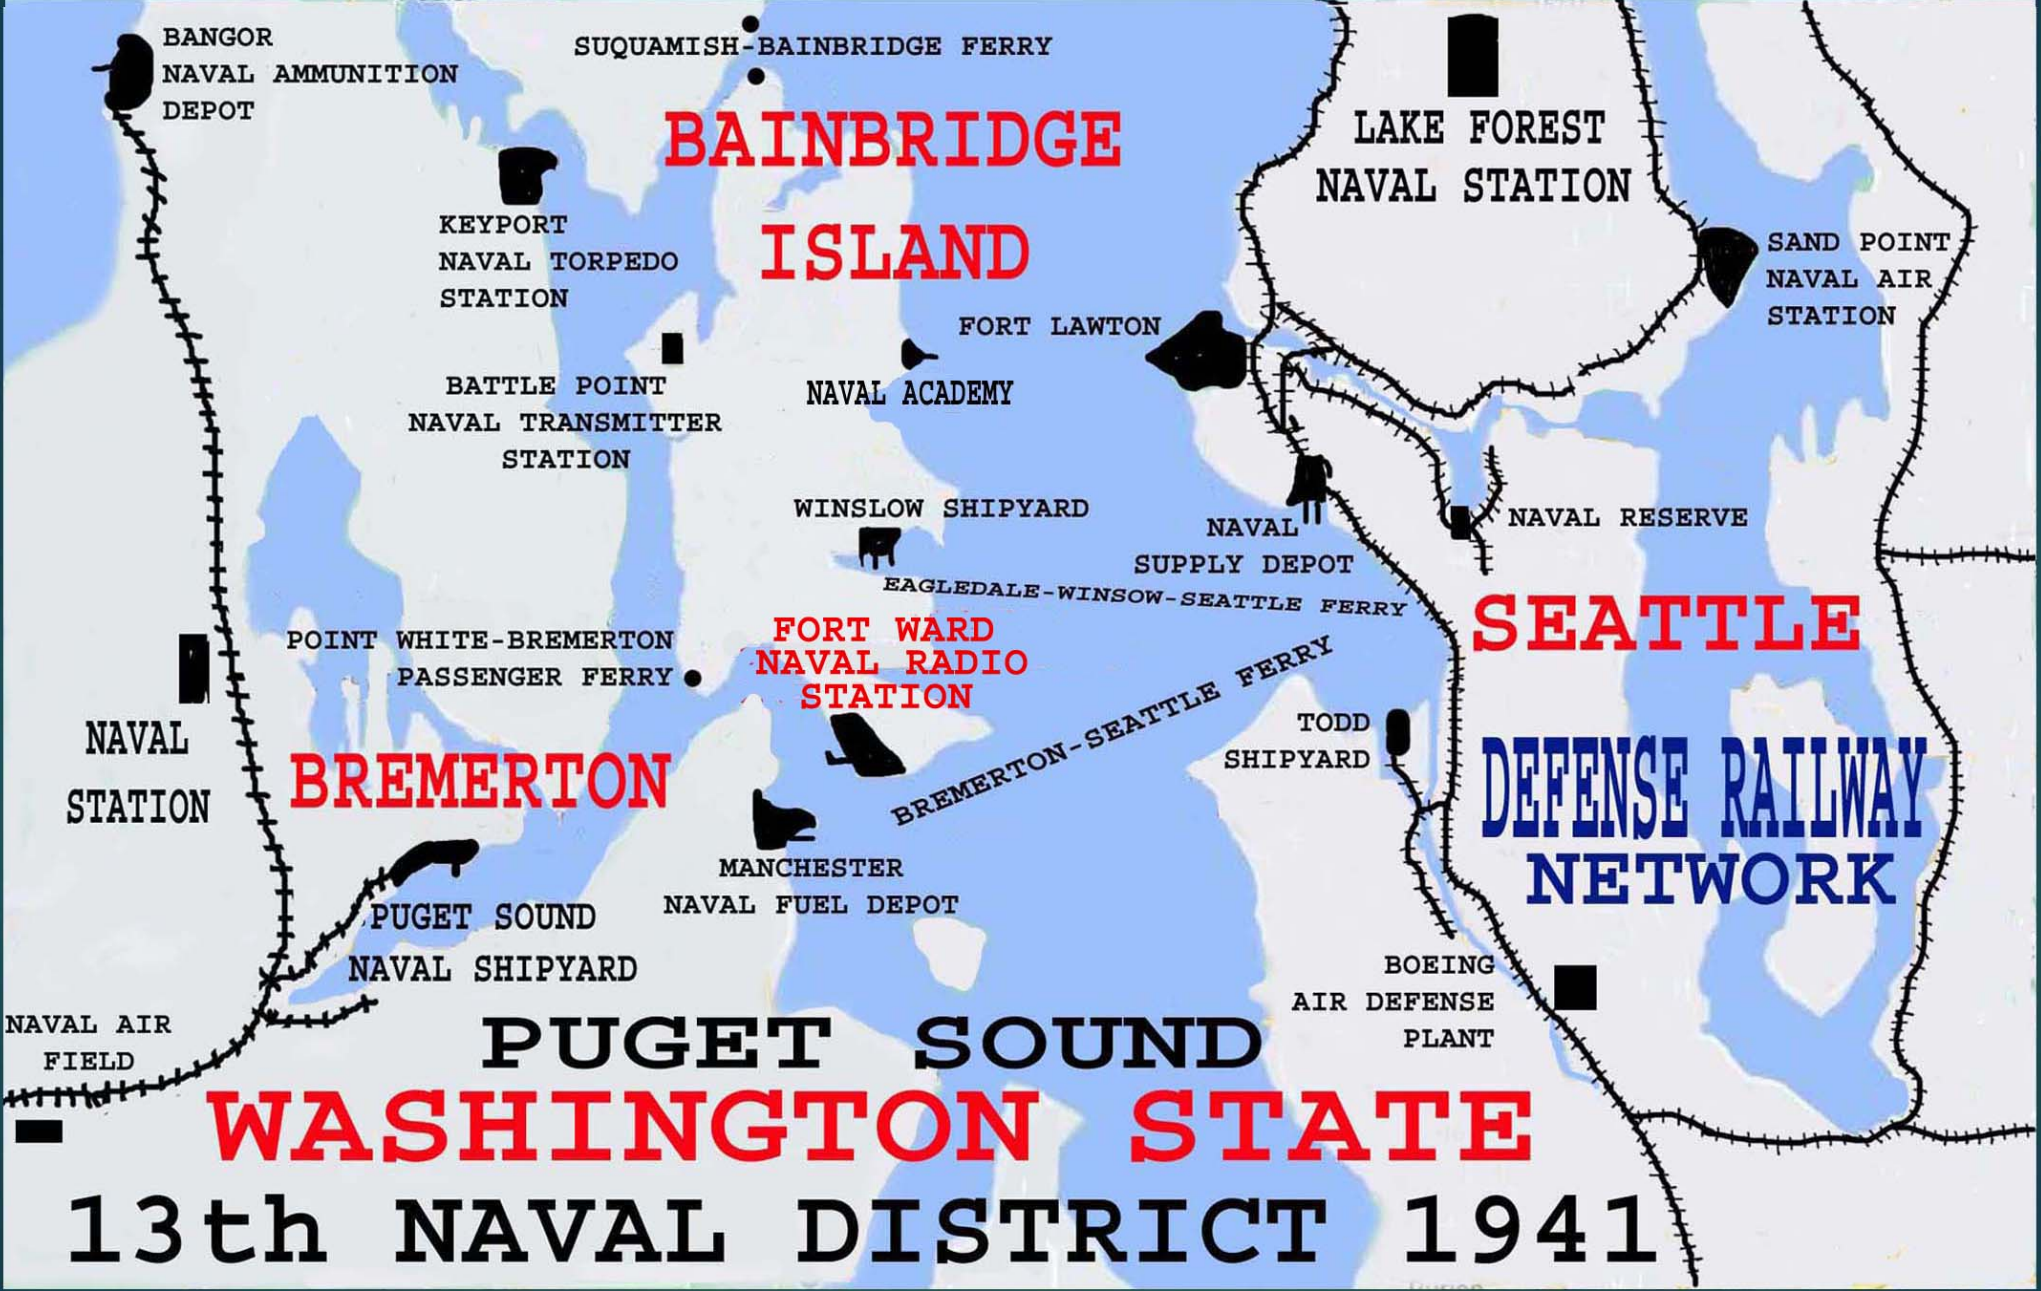 BANGOR
NAVAL AMMUNITION
DEPOT
SUQUAMISH-BAINBRIDGE FERRY
BAINBRIDGE
ISLAND
LAKE FOREST
NAVAL STATION
KEYPORT
NAVAL TORPEDO
STATION
SAND POINT
NAVAL AIR
STATION
FORT LAWTON
NAVAL ACADEMY
BATTLE POINT
NAVAL TRANSMITTER
STATION
WINSLOW SHIPYARD
NAVAL
SUPPLY DEPOT
NAVAL RESERVE
EAGLEDALE-WINSOW-SEATTLE FERRY
SEATTLE
POINT WHITE-BREMERTON
PASSENGER FERRY
FORT WARD
NAVAL RADIO
STATION
BREMERTON-SEATTLE FERRY
NAVAL
STATION
BREMERTON
TODD
SHIPYARD
DEFENSE RAILWAY
NETWORK
MANCHESTER
NAVAL FUEL DEPOT
PUGET SOUND
NAVAL SHIPYARD
BOEING
AIR DEFENSE
PLANT
NAVAL AIR
FIELD
PUGET SOUND
WASHINGTON STATE
13th NAVAL DISTRICT 1941